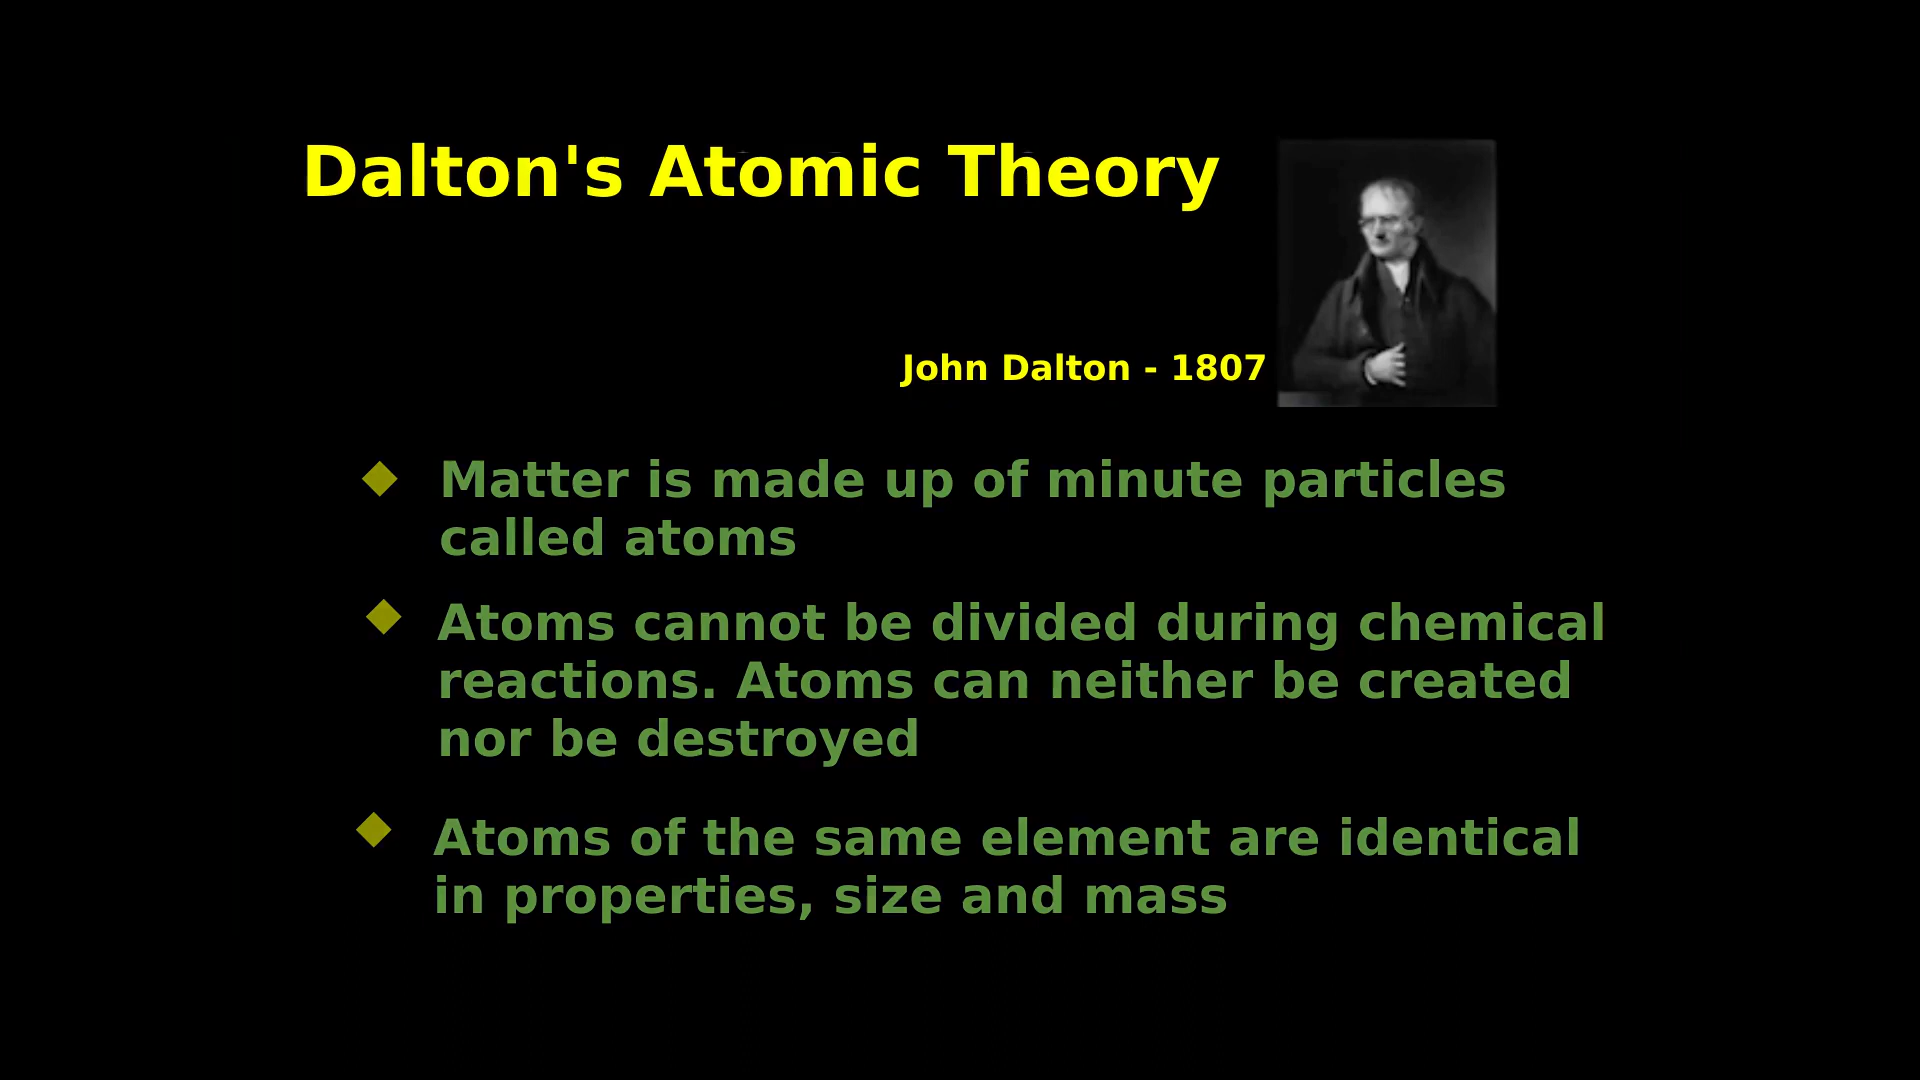 Dalton's Atomic Theory
John Dalton - 1807
Matter is made up of minute particles
called atoms
Atoms cannot be divided during chemical
reactions. Atoms can neither be created
nor be destroyed
Atoms of the same element are identical
in properties, size and mass